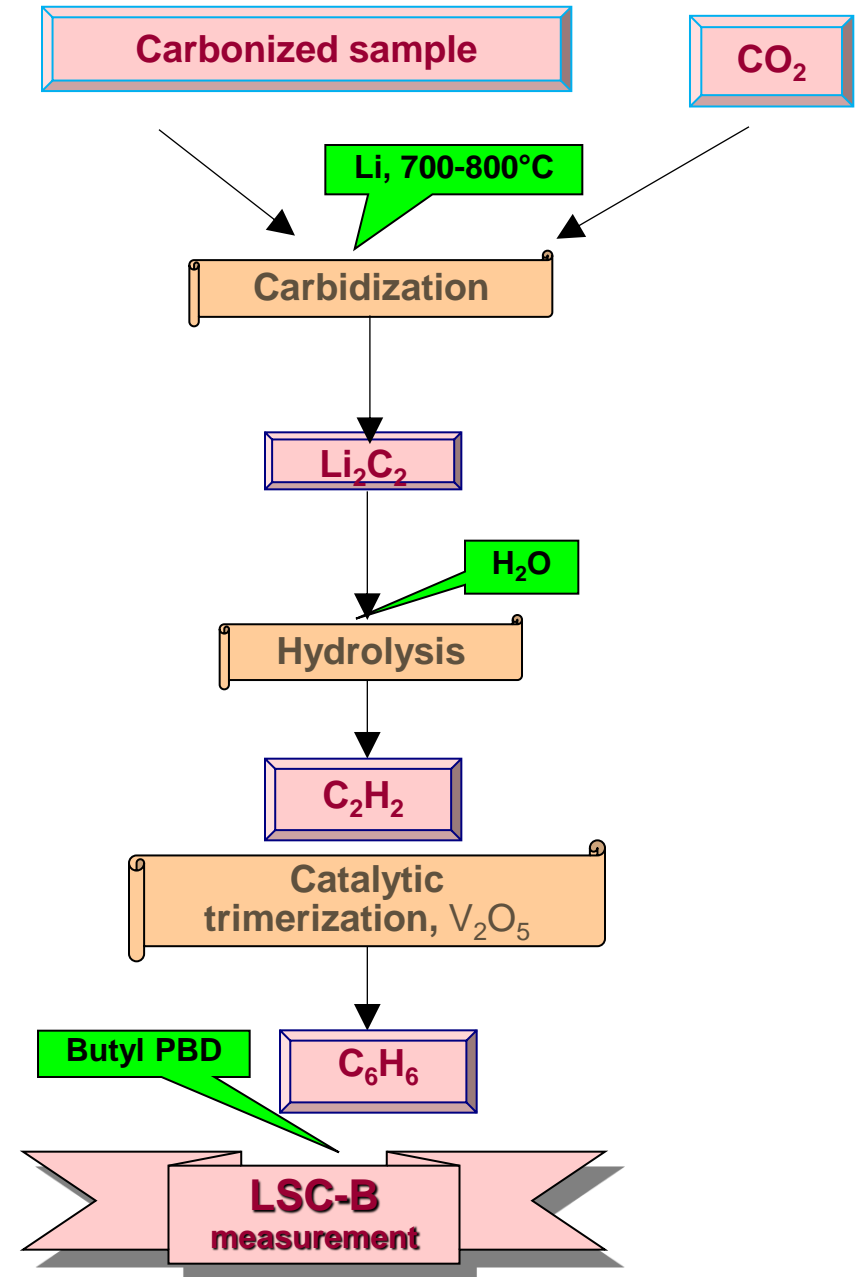 Carbonized sample
CO₂
Li, 700-800°C
Carbidization
Li₂C₂
H₂O
Hydrolysis
C₂H₂
Catalytic
trimerization, V₂O₅
Butyl PBD
C₆H₆
LSC-B
measurement